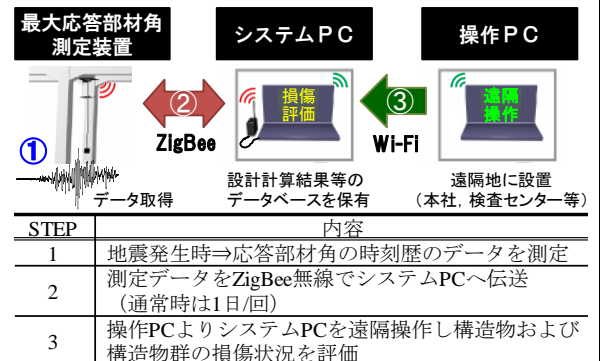 最大応答部材角
測定装置
システムPC
操作PC
①
②
ZigBee
損傷
評価
③
Wi-Fi
遠隔
操作
データ取得
設計計算結果等の
データベースを保有
遠隔地に設置
(本社，検査センター等)
STEP 内容
1 地震発生時⇒応答部材角の時刻歴のデータを測定
2 測定データをZigBee無線でシステムPCへ伝送
（通常時は1日/回）
3 操作PCよりシステムPCを遠隔操作し構造物および
構造物群の損傷状況を評価